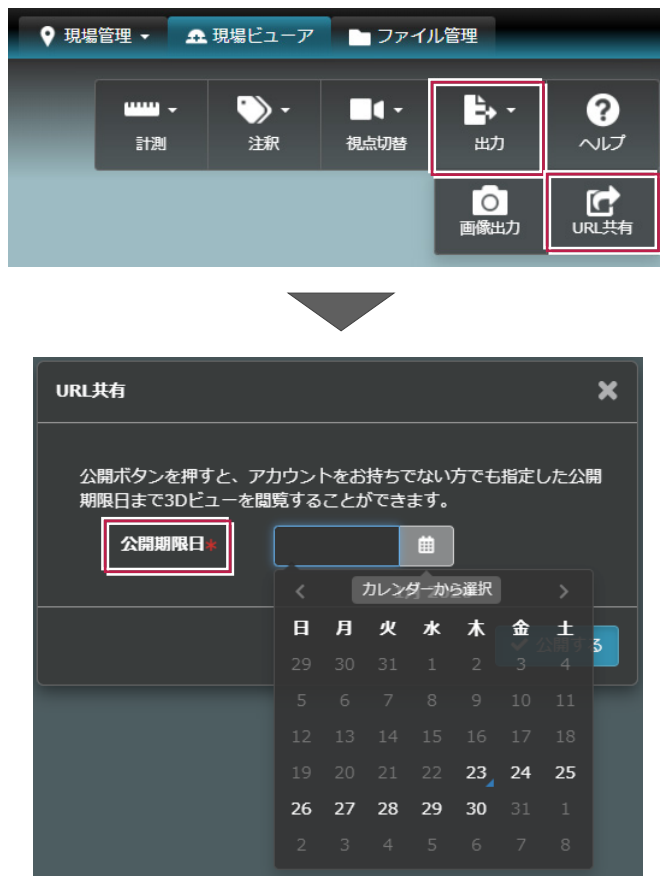 現場管理 現場ビューア ファイル管理
計測 注釈 視点切替 出力 ヘルプ
画像出力 URL共有
URL共有
公開ボタンを押すと、アカウントをお持ちでない方でも指定した公開
期限日まで3Dビューを閲覧することができます。
公開期限日*
カレンダーから選択
日 月 火 水 木 金 土
公開する
29 30 31 1 2 3 4
5 6 7 8 9 10 11
12 13 14 15 16 17 18
19 20 21 22 23 24 25
26 27 28 29 30 31 1
2 3 4 5 6 7 8